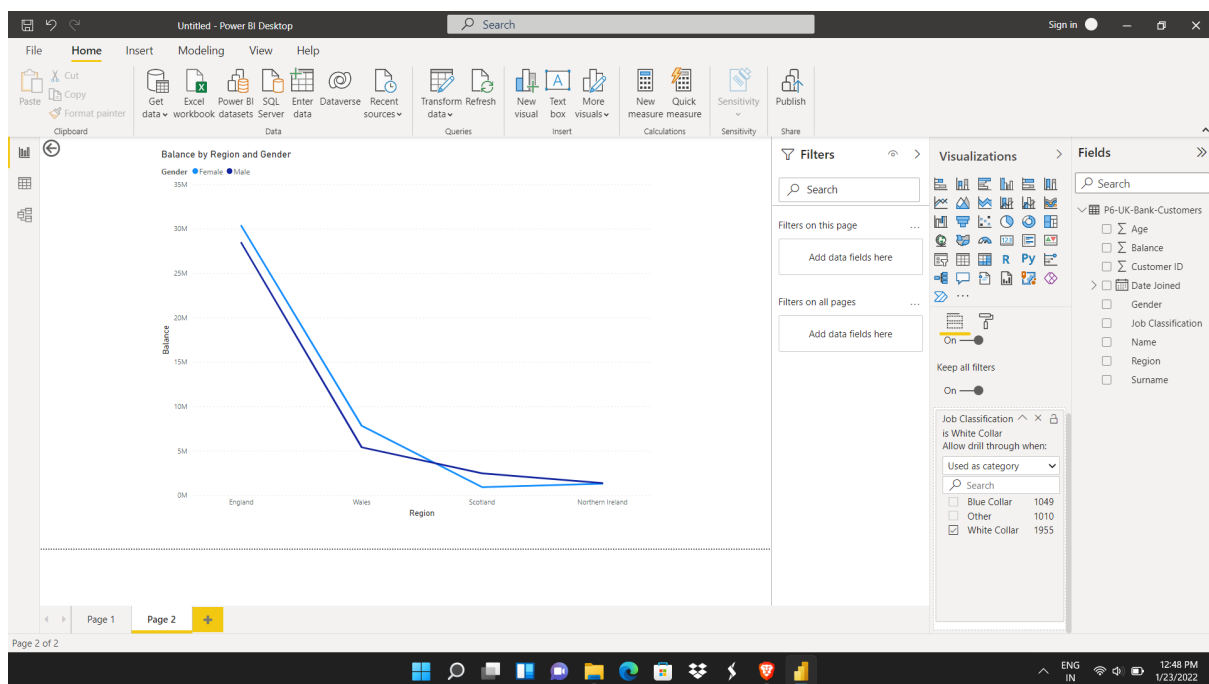 Untitled - Power BI Desktop
Search
Sign in
File Home Insert Modeling View Help
Paste
Cut
Copy
Format painter
Clipboard
Get data
Excel workbook
Power BI datasets
SQL Server
Enter data
Dataverse
Recent sources
Data
Transform data
Refresh
Queries
New visual
Text box
More visuals
Insert
New measure
Quick measure
Calculations
Sensitivity
Sensitivity
Publish
Share
Balance by Region and Gender
Gender Female Male
35M
30M
25M
20M
15M
10M
5M
0M
Balance
England Wales Scotland Northern Ireland
Region
Filters
Search
Filters on this page ...
Add data fields here
Filters on all pages ...
Add data fields here
Visualizations
123
R Py
...
On
Keep all filters
On
Job Classification
is White Collar
Allow drill through when:
Used as category
Search
Blue Collar 1049
Other 1010
White Collar 1955
Fields
Search
P6-UK-Bank-Customers
∑ Age
∑ Balance
∑ Customer ID
Date Joined
Gender
Job Classification
Name
Region
Surname
Page 1 Page 2 +
Page 2 of 2
ENG
IN
12:48 PM
1/23/2022